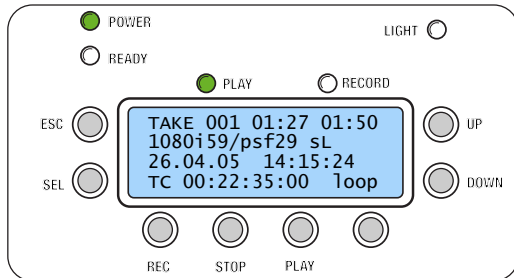 POWER
LIGHT
READY
PLAY
RECORD
ESC
UP
TAKE 001 01:27 01:50
1080i59/psf29 sL
26.04.05 14:15:24
TC 00:22:35:00 loop
SEL
DOWN
REC
STOP
PLAY